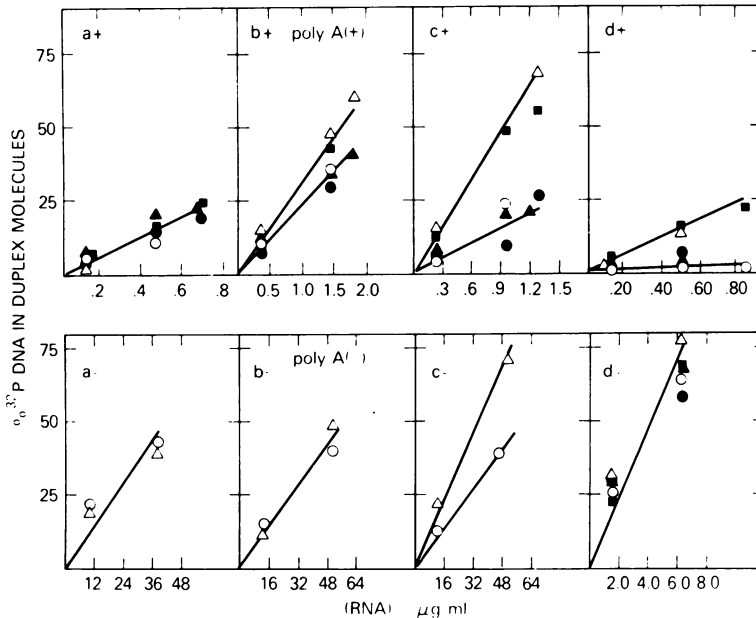 a+
b+ poly A(+)
c+
d+
75
50
25
.2 .4 .6 .8
0.5 1.0 1.5 2.0
.3 .6 .9 1.2 1.5
.20 .40 .60 .80
% 32P DNA IN DUPLEX MOLECULES
a-
b-
poly A( )
c-
d-
75
50
25
12 24 36 48
16 32 48 64
16 32 48 64
2.0 4.0 6.0 8.0
(RNA) μg ml